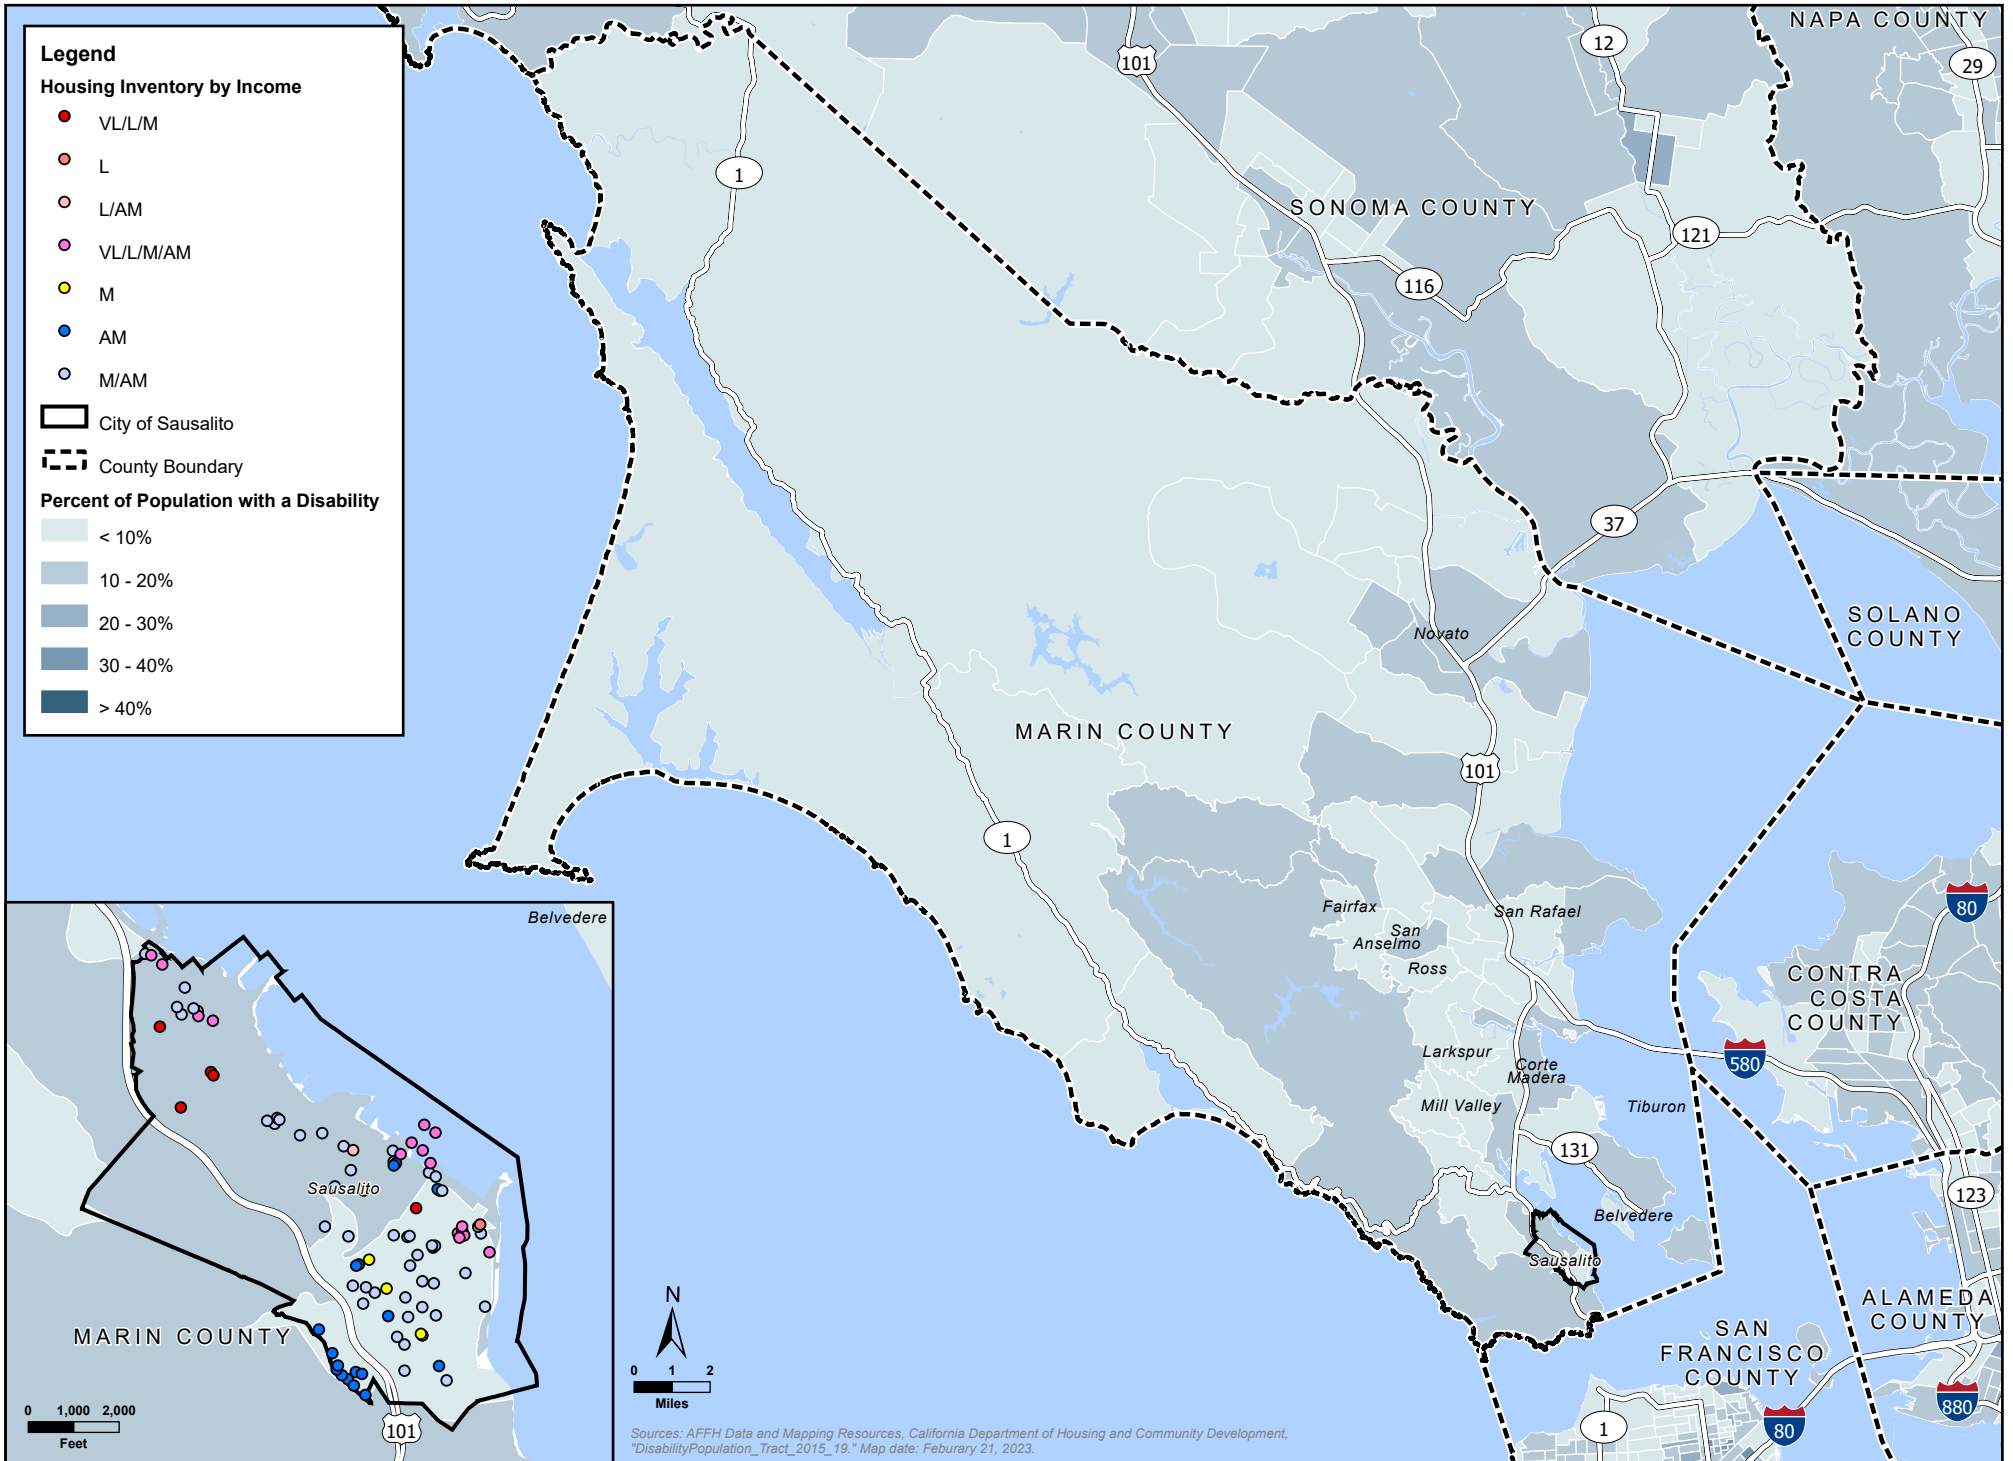 Legend
Housing Inventory by Income
VL/L/M
L
L/AM
VL/L/M/AM
M
AM
M/AM
City of Sausalito
County Boundary
Percent of Population with a Disability
< 10%
10 - 20%
20 - 30%
30 - 40%
> 40%
NAPA COUNTY
12
29
101
1
SONOMA COUNTY
121
116
37
SOLANO
COUNTY
Novato
MARIN COUNTY
101
1
80
Fairfax
San Rafael
San
Anselmo
Ross
CONTRA
COSTA
COUNTY
580
Larkspur
Corte
Madera
Mill Valley
Tiburon
131
123
Belvedere
Sausalito
ALAMEDA
COUNTY
SAN
FRANCISCO
COUNTY
880
80
1
Belvedere
Sausalito
MARIN COUNTY
101
0 1,000 2,000
Feet
N
0 1 2
Miles
Sources: AFFH Data and Mapping Resources, California Department of Housing and Community Development,
"DisabilityPopulation_Tract_2015_19." Map date: Feburary 21, 2023.